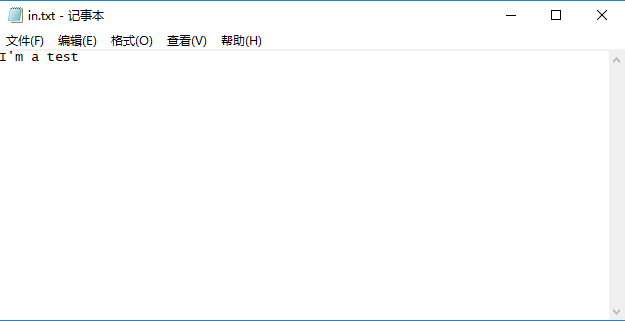 in.txt - 记事本
文件(F) 编辑(E) 格式(O) 查看(V) 帮助(H)
I'm a test